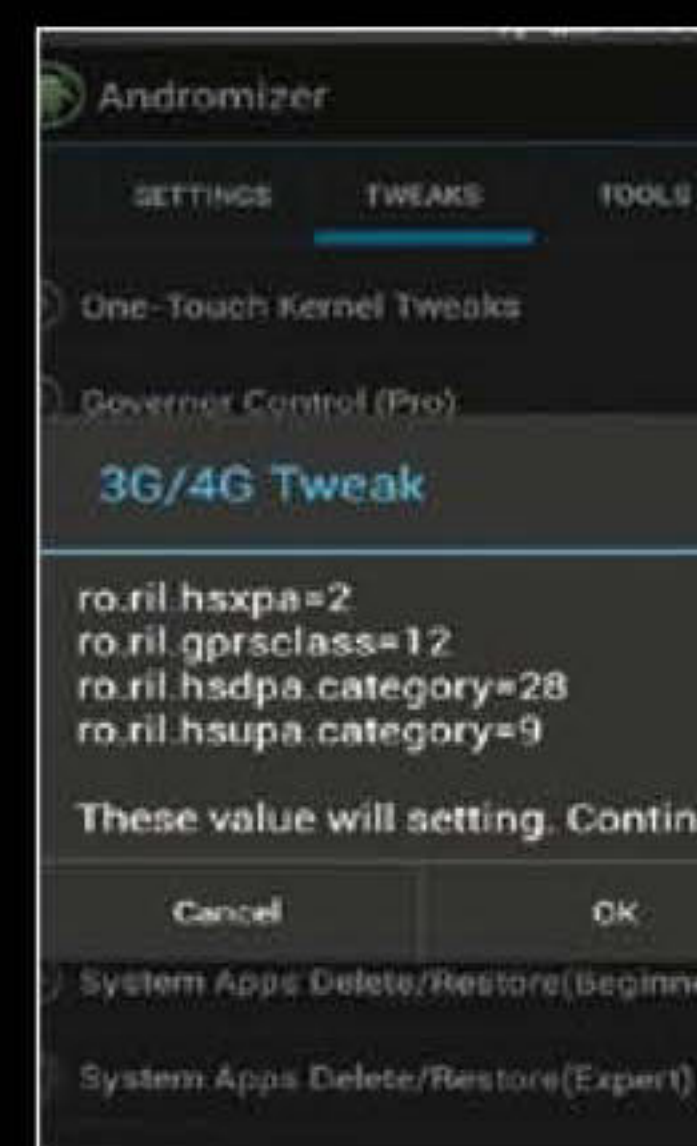 Andromizer
SETTINGS TWEAKS TOOLS
One-Touch Kernel Tweaks
Governor Control (Pro)
3G/4G Tweak
ro.ril.hsxpa=2
ro.ril.gprsclass=12
ro.ril.hsdpa.category=28
ro.ril.hsupa.category=9
These value will setting. Contin
Cancel OK
System Apps Delete/Restore(Beginne
System Apps Delete/Restore(Expert)